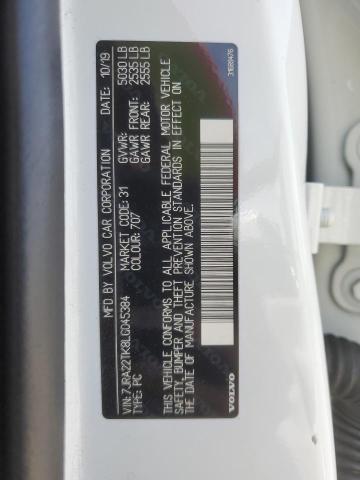 MFD BY VOLVO CAR CORPORATION 10/19
MARKET CODE: 31 GVWR: 5030 LB
COLOUR: 707 GAWR FRONT: 2535 LB
GAWR REAR: 2555 LB
VIN: 7JRA22TK8LG045384
TYPE: PC
THIS VEHICLE CONFORMS TO ALL APPLICABLE FEDERAL MOTOR VEHICLE
SAFETY, BUMPER AND THEFT PREVENTION STANDARDS IN EFFECT ON
THE DATE OF MANUFACTURE SHOWN ABOVE.
VOLVO